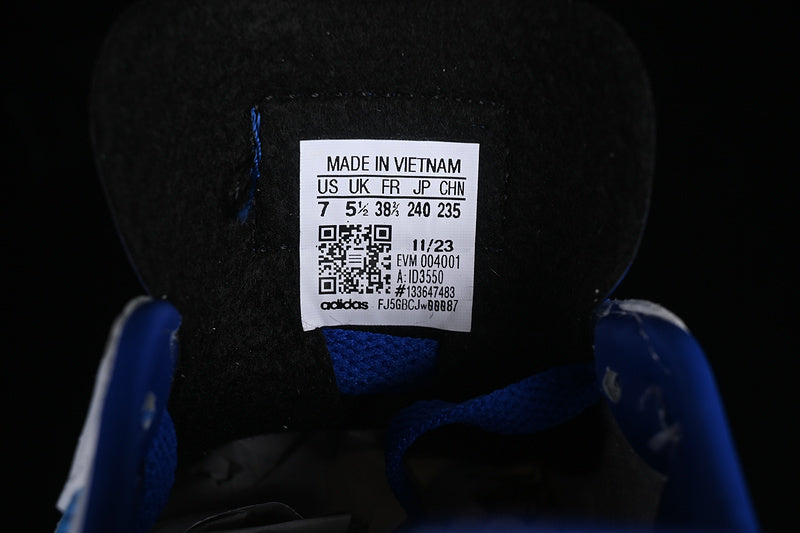 MADE IN VIETNAM
US UK FR JP CHN
7 5½ 38⅔ 240 235
11/23
EVM 004001
A: ID3550
#133647483
adidas